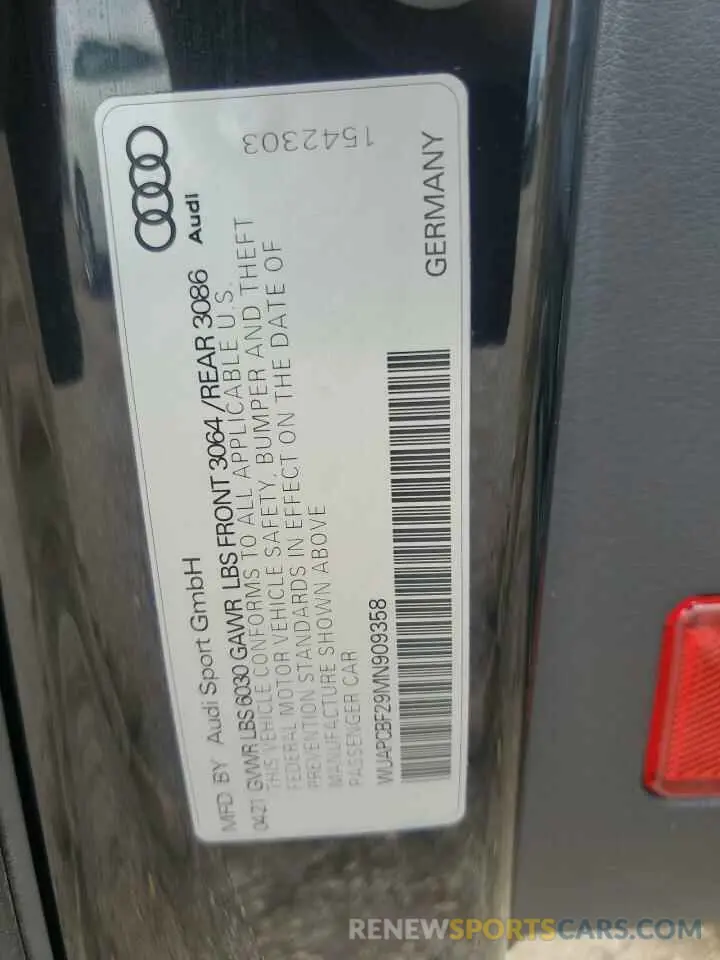 Audi
1542303
MFD BY Audi Sport GmbH
0421 GVWR LBS 6030 GAWR LBS FRONT 3064 /REAR 3086
THIS VEHICLE CONFORMS TO ALL APPLICABLE U.S.
FEDERAL MOTOR VEHICLE SAFETY, BUMPER AND THEFT
PREVENTION STANDARDS IN EFFECT ON THE DATE OF
MANUFACTURE SHOWN ABOVE
PASSENGER CAR
WUAPCBF29MN909358
GERMANY
RENEWSPORTSCARS.COM